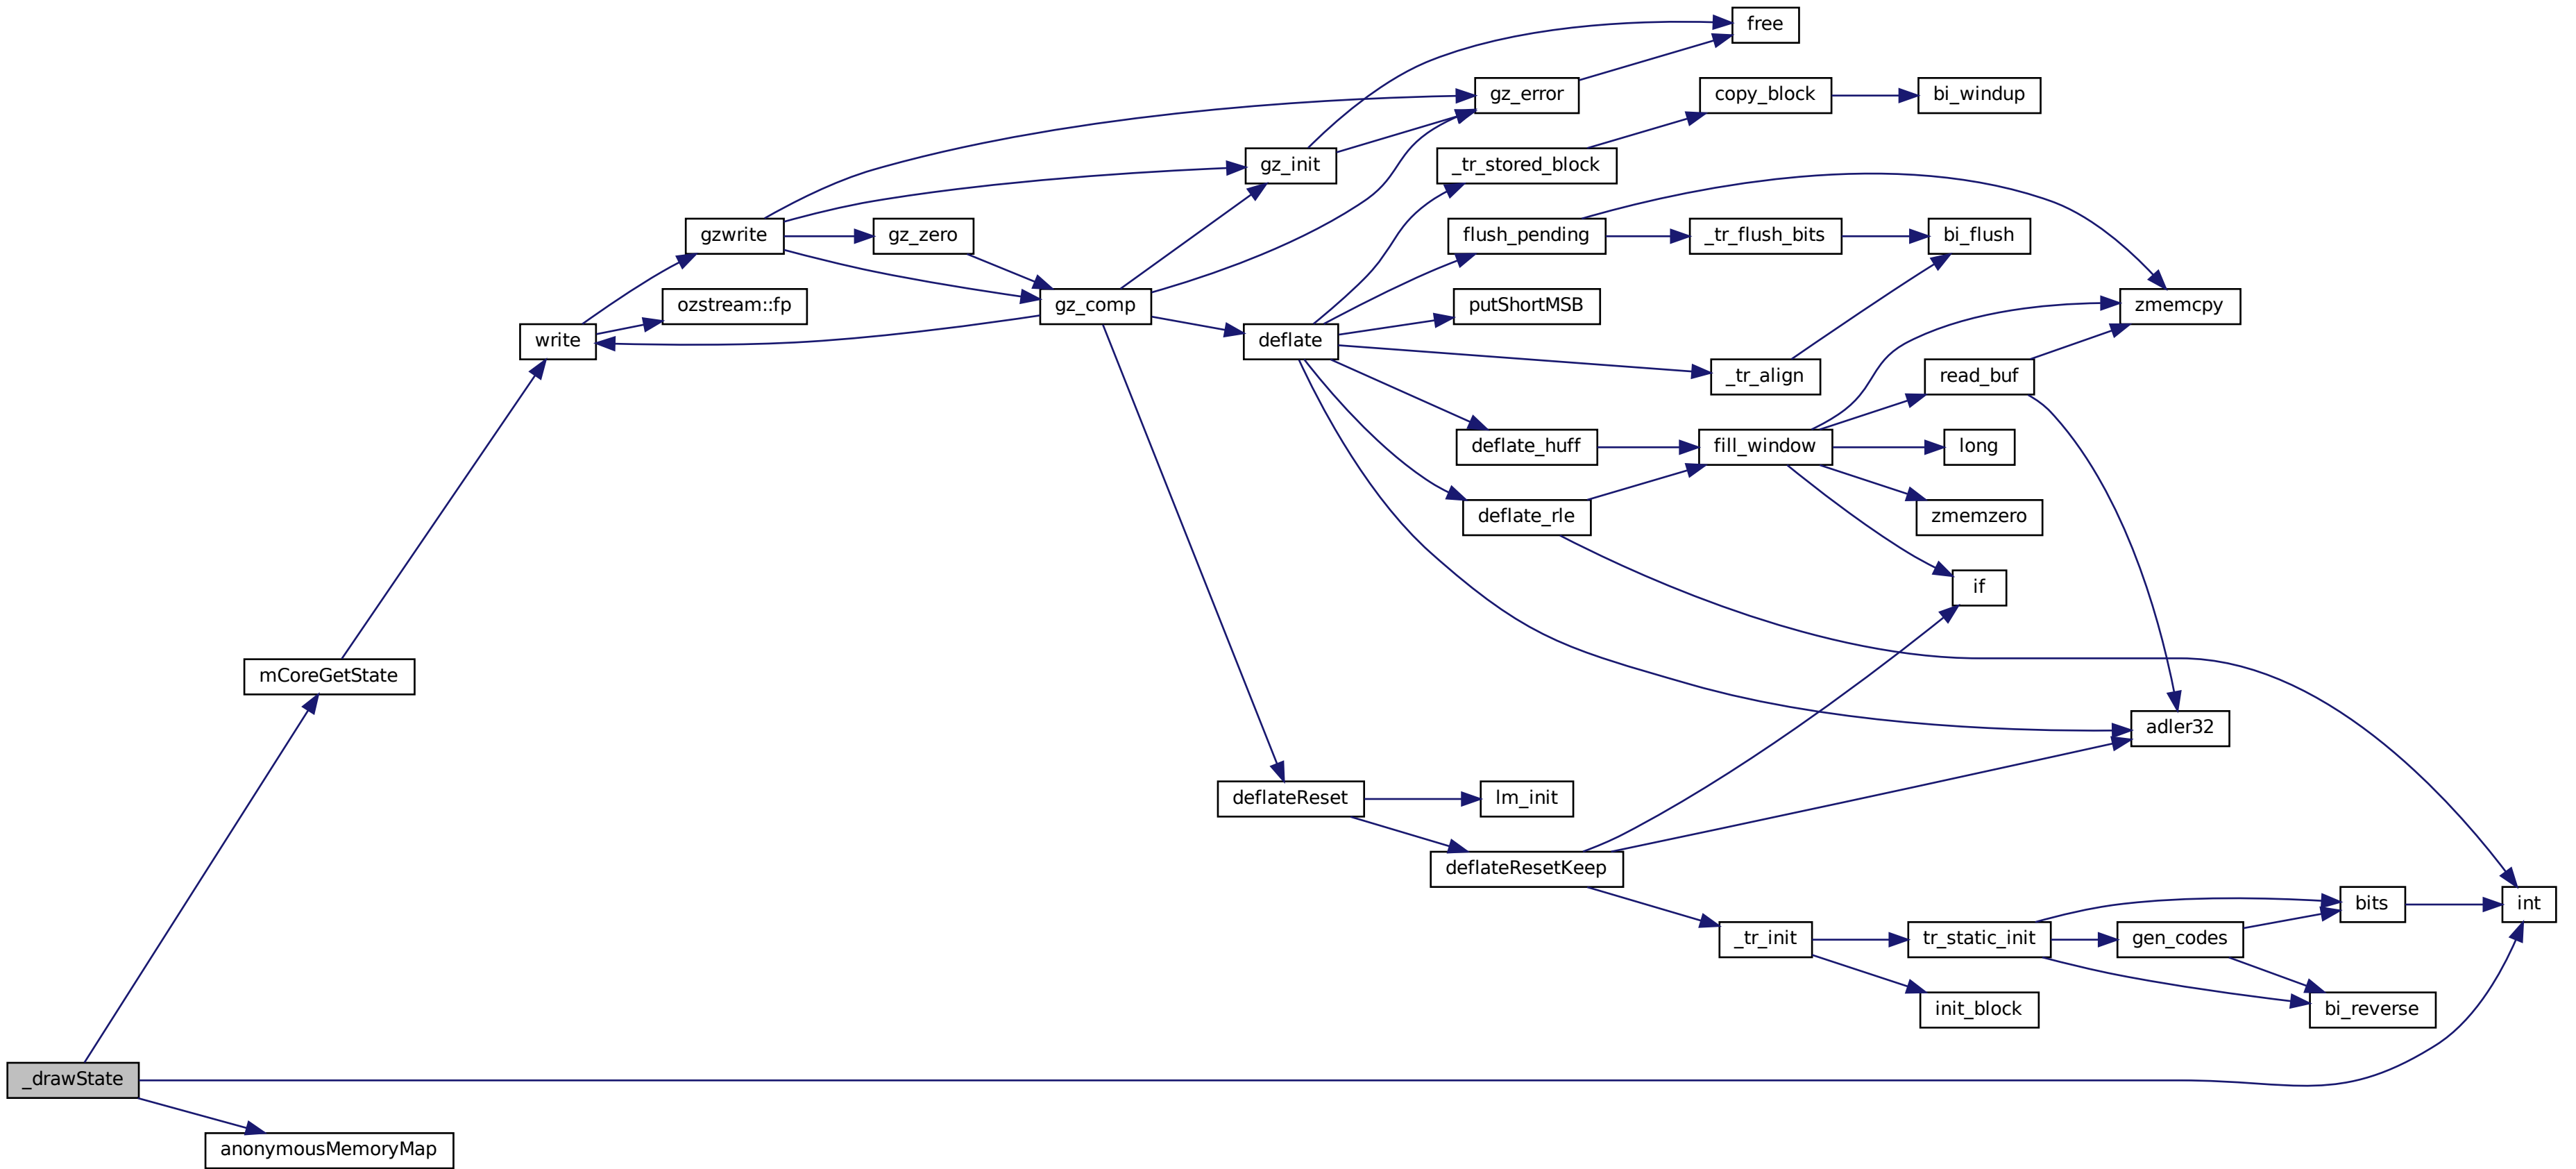 free
gz_error
copy_block
bi_windup
gz_init
_tr_stored_block
gzwrite
gz_zero
flush_pending
_tr_flush_bits
bi_flush
ozstream::fp
gz_comp
putShortMSB
zmemcpy
write
deflate
_tr_align
read_buf
deflate_huff
fill_window
long
deflate_rle
zmemzero
if
mCoreGetState
adler32
deflateReset
lm_init
deflateResetKeep
bits
int
_tr_init
tr_static_init
gen_codes
init_block
bi_reverse
_drawState
anonymousMemoryMap